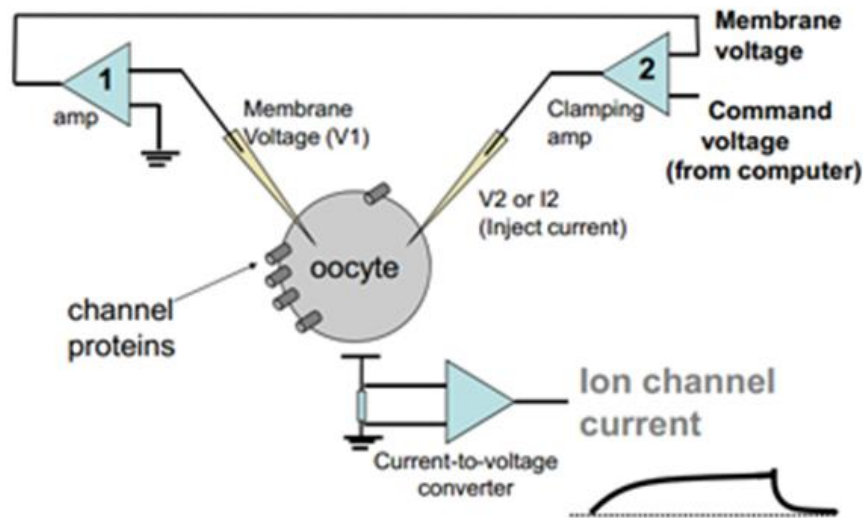 Membrane
voltage
1
2
amp
Membrane
Voltage (V1)
Clamping
amp
Command
voltage
(from computer)
V2 or I2
(Inject current)
oocyte
channel
proteins
Ion channel
current
Current-to-voltage
converter